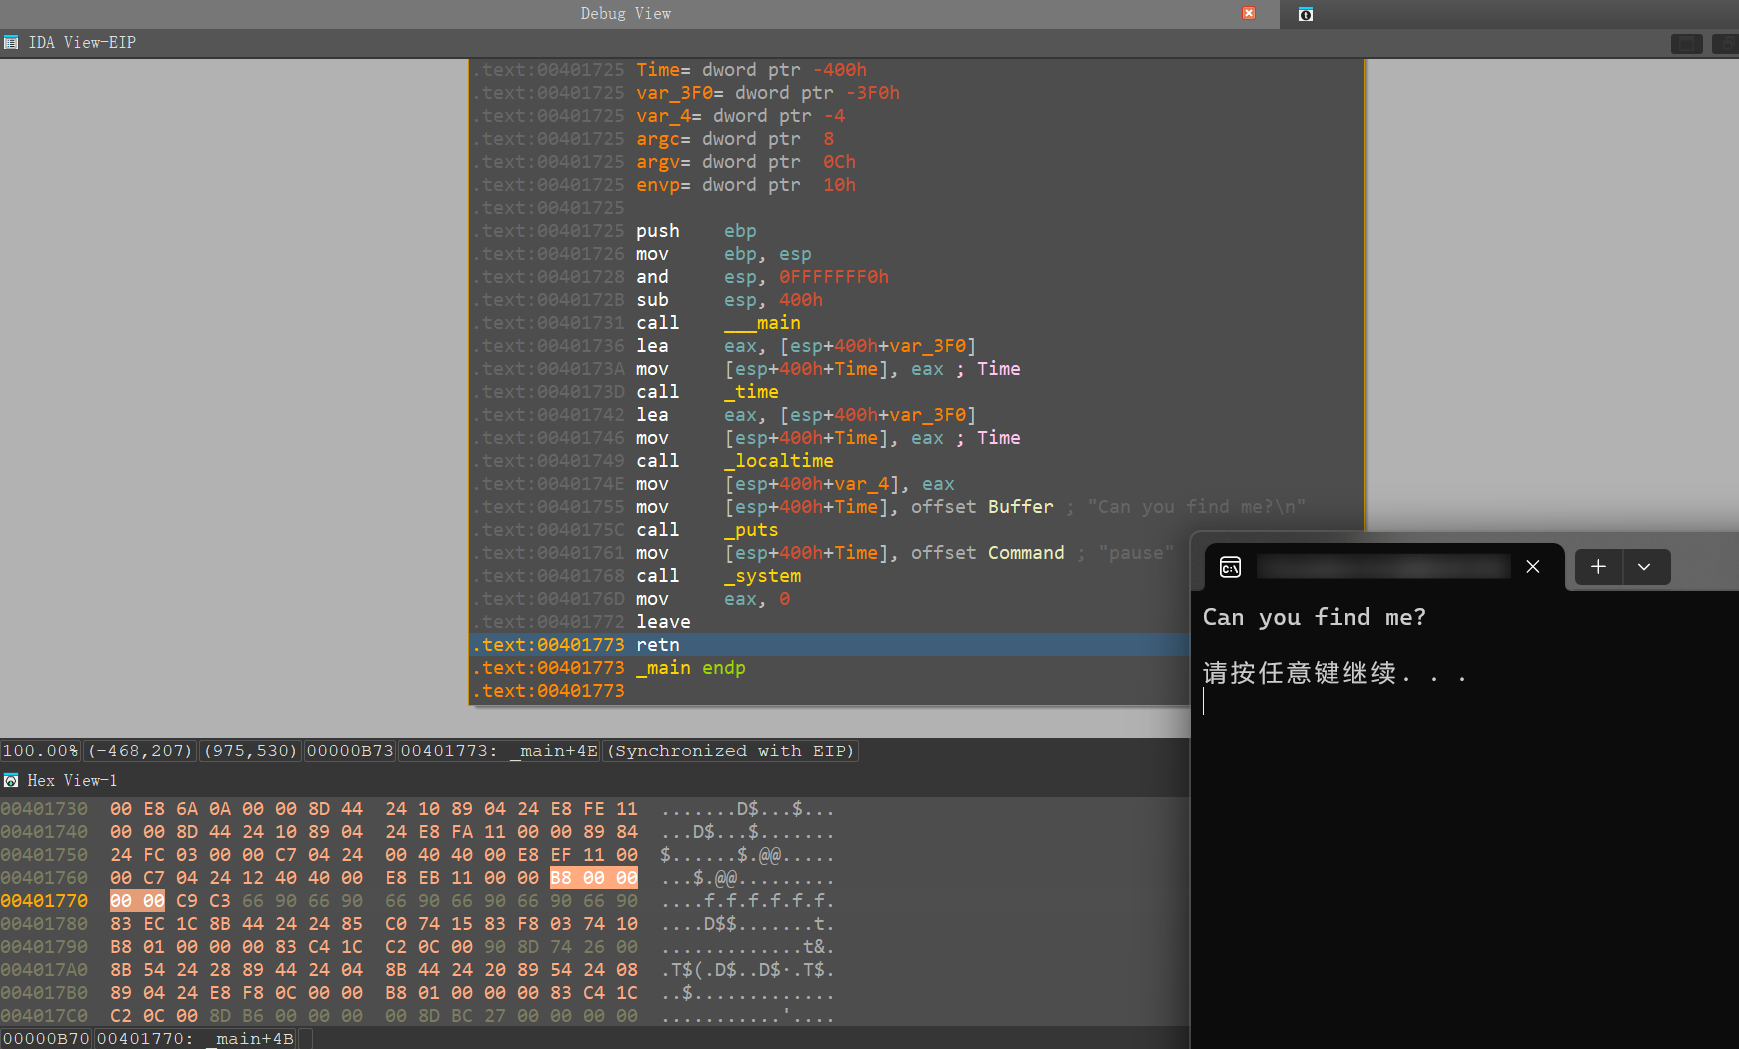 Debug View
IDA View-EIP
.text:00401725 Time= dword ptr -400h
.text:00401725 var_3F0= dword ptr -3F0h
.text:00401725 var_4= dword ptr -4
.text:00401725 argc= dword ptr  8
.text:00401725 argv= dword ptr  0Ch
.text:00401725 envp= dword ptr  10h
.text:00401725
.text:00401725 push    ebp
.text:00401726 mov     ebp, esp
.text:00401728 and     esp, 0FFFFFFF0h
.text:0040172B sub     esp, 400h
.text:00401731 call    ___main
.text:00401736 lea     eax, [esp+400h+var_3F0]
.text:0040173A mov     [esp+400h+Time], eax ; Time
.text:0040173D call    _time
.text:00401742 lea     eax, [esp+400h+var_3F0]
.text:00401746 mov     [esp+400h+Time], eax ; Time
.text:00401749 call    _localtime
.text:0040174E mov     [esp+400h+var_4], eax
.text:00401755 mov     [esp+400h+Time], offset Buffer ; "Can you find me?\n"
.text:0040175C call    _puts
.text:00401761 mov     [esp+400h+Time], offset Command ; "pause"
.text:00401768 call    _system
.text:0040176D mov     eax, 0
.text:00401772 leave
.text:00401773 retn
.text:00401773 _main endp
.text:00401773
100.00% (-468,207) (975,530) 00000B73 00401773: _main+4E (Synchronized with EIP)
Hex View-1
00401730  00 E8 6A 0A 00 00 8D 44  24 10 89 04 24 E8 FE 11  .......D$...$...
00401740  00 00 8D 44 24 10 89 04  24 E8 FA 11 00 00 89 84  ...D$...$.......
00401750  24 FC 03 00 00 C7 04 24  00 40 40 00 E8 EF 11 00  $......$.@@.....
00401760  00 C7 04 24 12 40 40 00  E8 EB 11 00 00 B8 00 00  ...$.@@.........
00401770  00 00 C9 C3 66 90 66 90  66 90 66 90 66 90 66 90  ....f.f.f.f.f.f.
00401780  83 EC 1C 8B 44 24 24 85  C0 74 15 83 F8 03 74 10  ....D$$.......t.
00401790  B8 01 00 00 00 83 C4 1C  C2 0C 00 90 8D 74 26 00  .............t&.
004017A0  8B 54 24 28 89 44 24 04  8B 44 24 20 89 54 24 08  .T$(.D$..D$·.T$.
004017B0  89 04 24 E8 F8 0C 00 00  B8 01 00 00 00 83 C4 1C  ..$.............
004017C0  C2 0C 00 8D B6 00 00 00  00 8D BC 27 00 00 00 00  ...........'....
00000B70 00401770: _main+4B
Can you find me?
请按任意键继续. . .